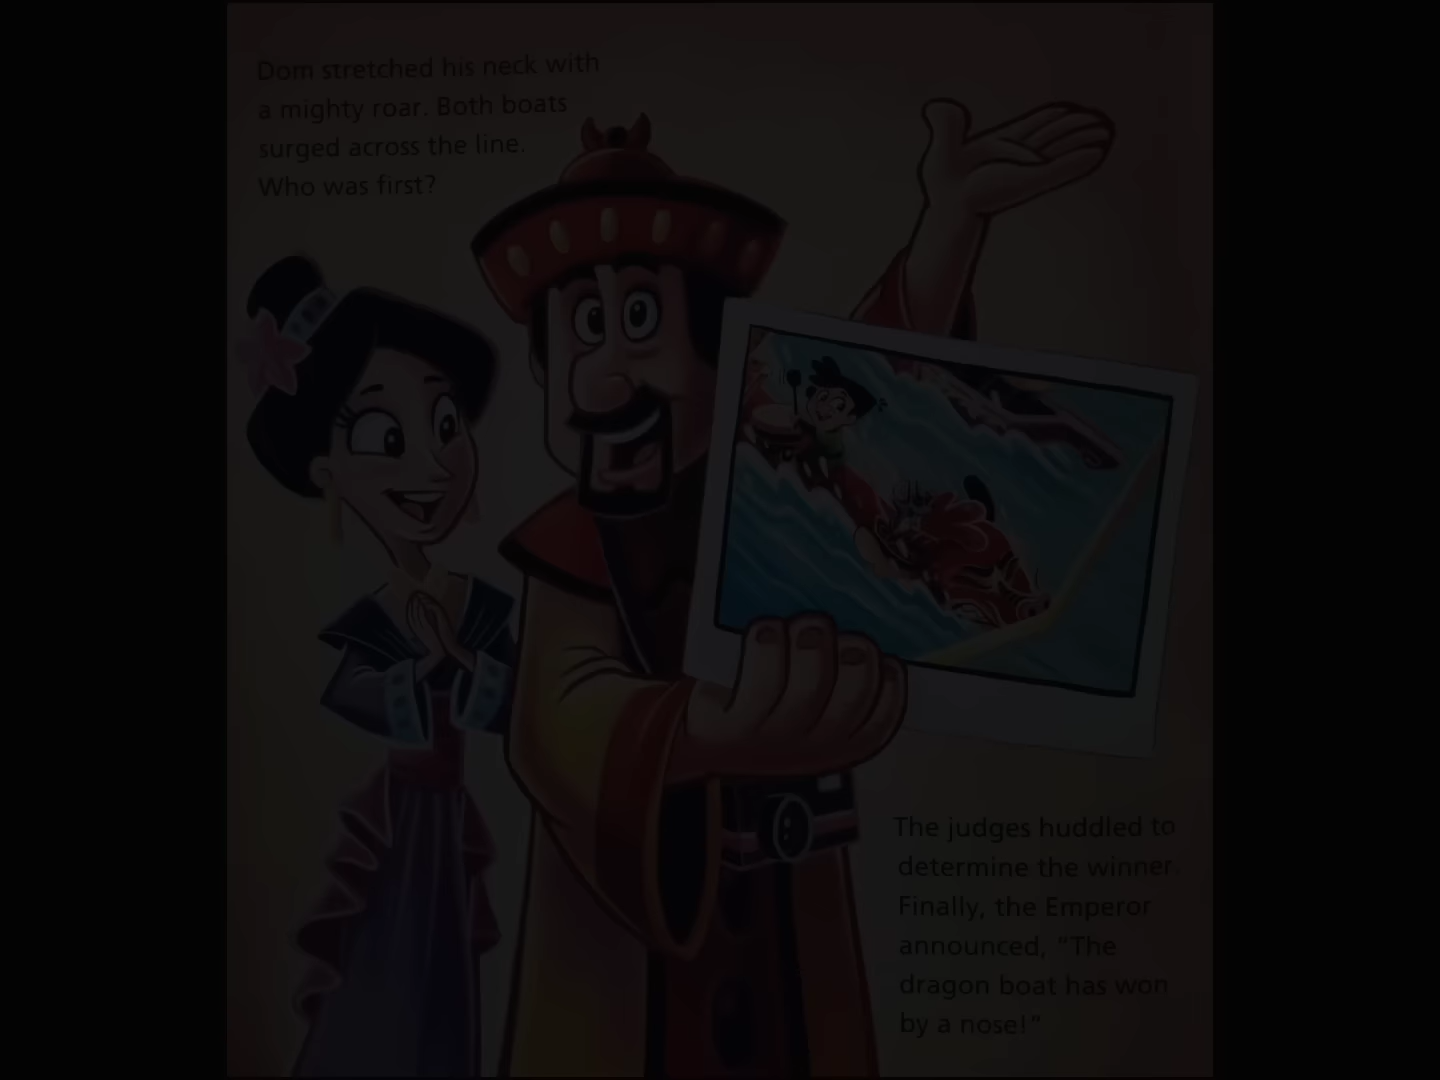 Dom stretched his neck with
a mighty roar. Both boats
surged across the line.
Who was first?
The judges huddled to
determine the winner.
Finally, the Emperor
announced, “The
dragon boat has won
by a nose!”